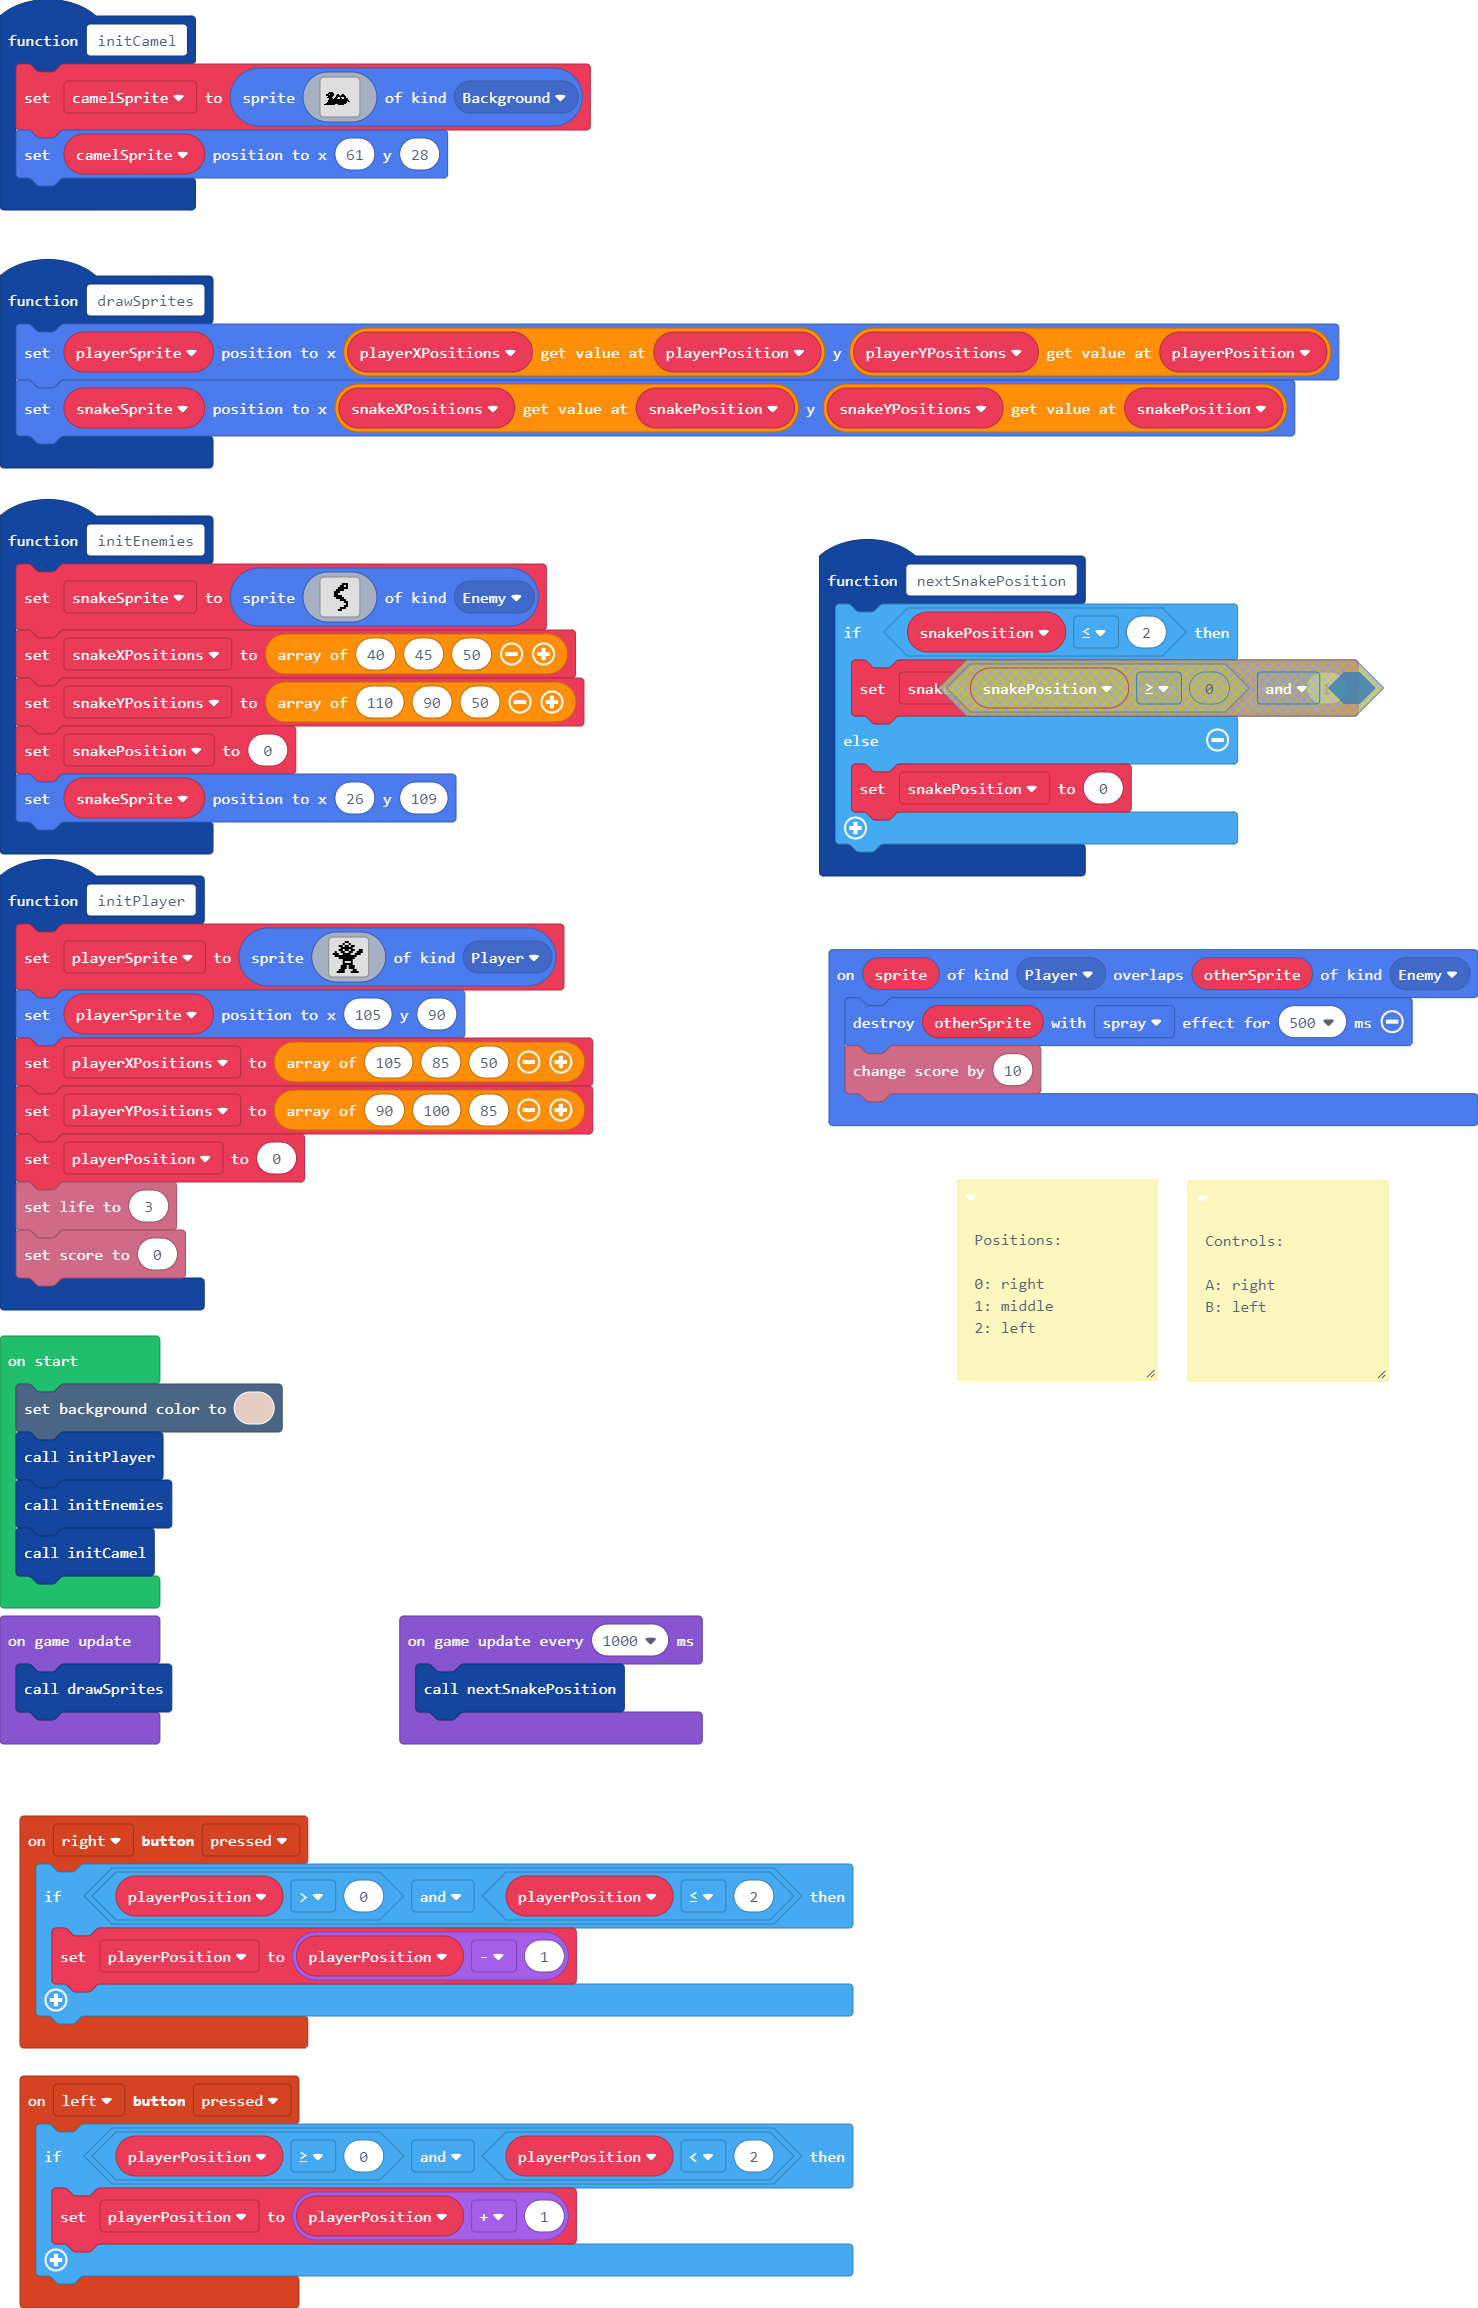 function initCamel
set camelSprite to sprite of kind Background
set camelSprite position to x 61 y 28
function drawSprites
set playerSprite position to x playerXPositions get value at playerPosition y playerYPositions get value at playerPosition
set snakeSprite position to x snakeXPositions get value at snakePosition y snakeYPositions get value at snakePosition
function initEnemies
set snakeSprite to sprite of kind Enemy
set snakeXPositions to array of 40 45 50
set snakeYPositions to array of 110 90 50
set snakePosition to 0
set snakeSprite position to x 26 y 109
function nextSnakePosition
if snakePosition ≤ 2 then
set snak snakePosition ≥ 0 and
else
set snakePosition to 0
function initPlayer
set playerSprite to sprite of kind Player
set playerSprite position to x 105 y 90
set playerXPositions to array of 105 85 50
set playerYPositions to array of 90 100 85
set playerPosition to 0
set life to 3
set score to 0
on sprite of kind Player overlaps otherSprite of kind Enemy
destroy otherSprite with spray effect for 500 ms
change score by 10
Positions:
0: right
1: middle
2: left
Controls:
A: right
B: left
on start
set background color to
call initPlayer
call initEnemies
call initCamel
on game update
call drawSprites
on game update every 1000 ms
call nextSnakePosition
on right button pressed
if playerPosition > 0 and playerPosition ≤ 2 then
set playerPosition to playerPosition - 1
on left button pressed
if playerPosition ≥ 0 and playerPosition < 2 then
set playerPosition to playerPosition + 1